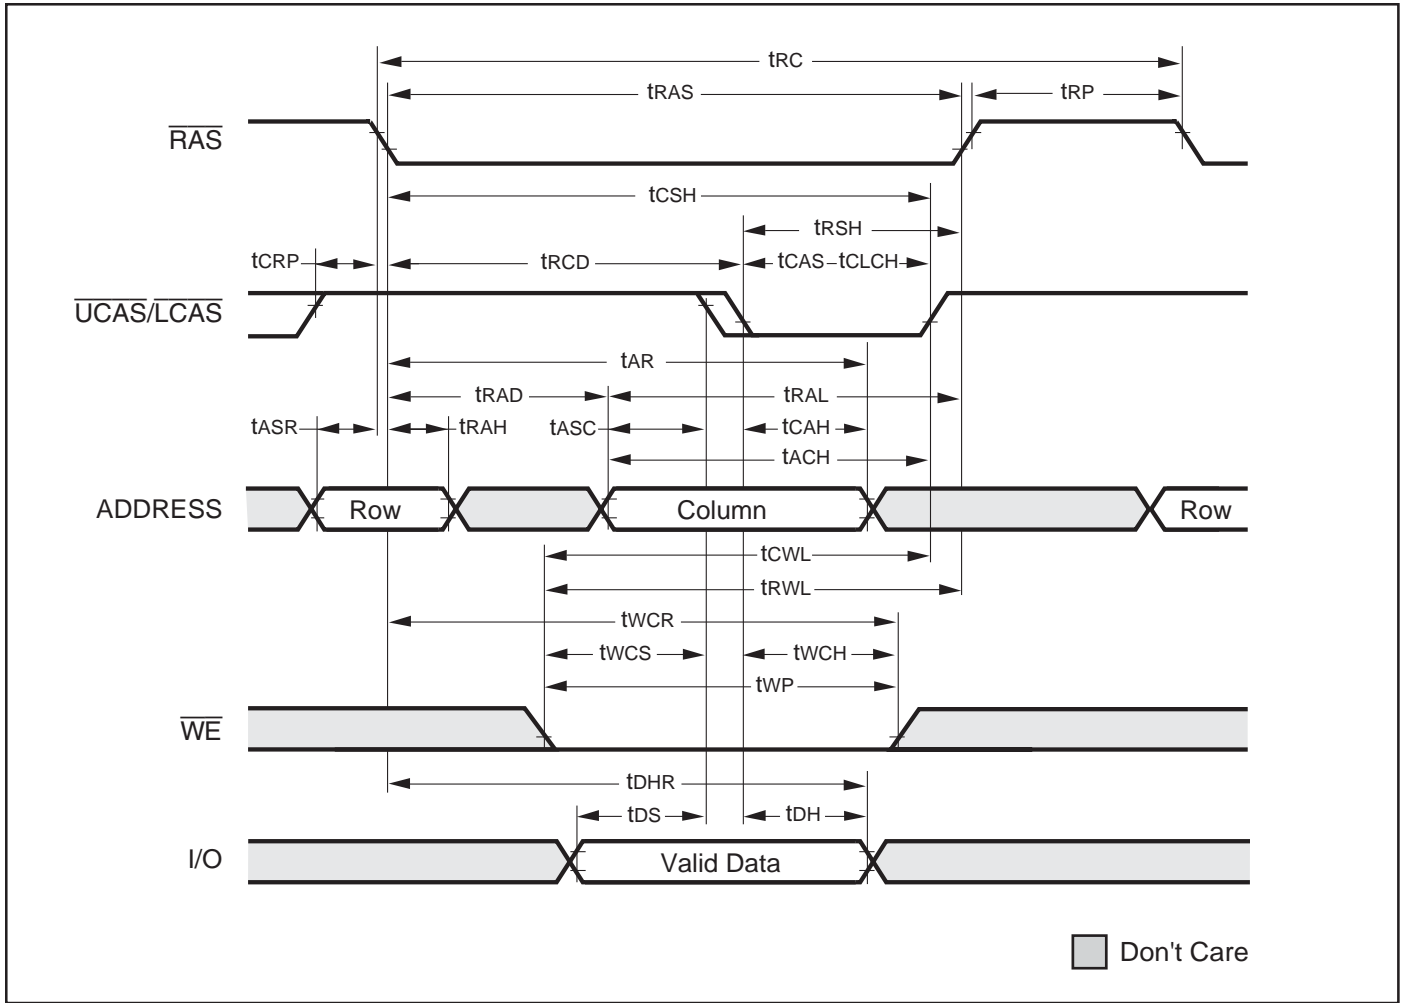 tRC
tRAS
tRP
RAS
tCSH
tRSH
tCRP
tRCD
tCAS tCLCH
UCAS/LCAS
tAR
tRAD
tRAL
tASR
tRAH
tASC
tCAH
tACH
ADDRESS
Row
Column
Row
tCWL
tRWL
tWCR
tWCS
tWCH
tWP
WE
tDHR
tDS
tDH
I/O
Valid Data
Don't Care